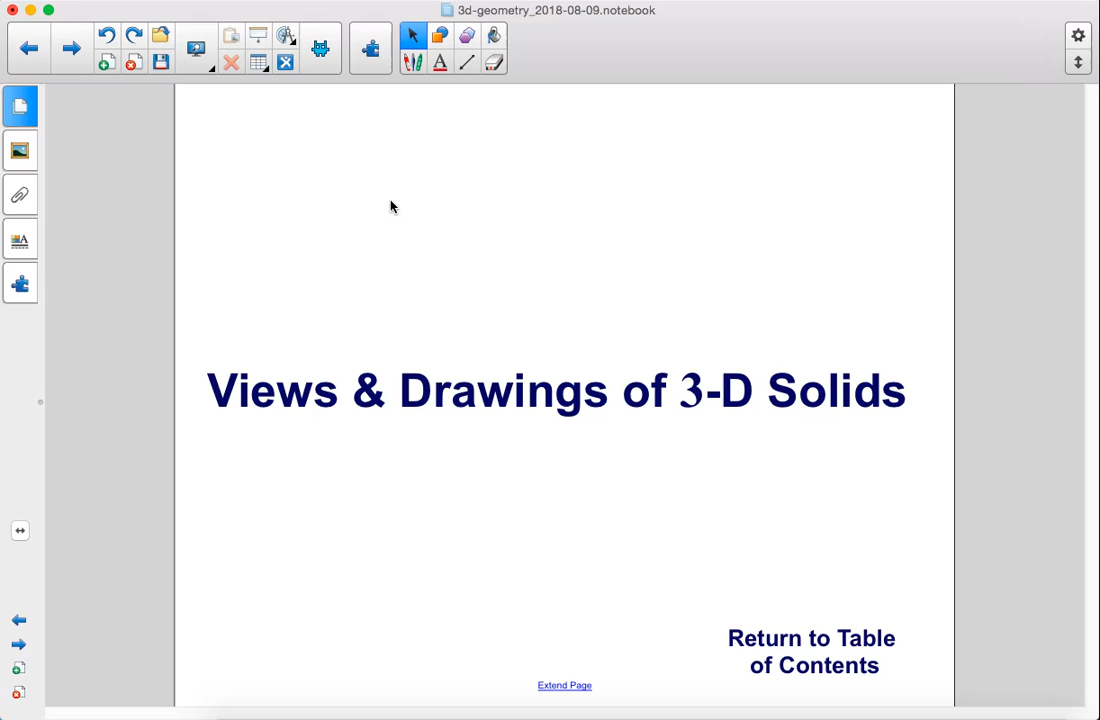 3d-geometry_2018-08-09.notebook
Views & Drawings of 3-D Solids
Return to Table
of Contents
Extend Page